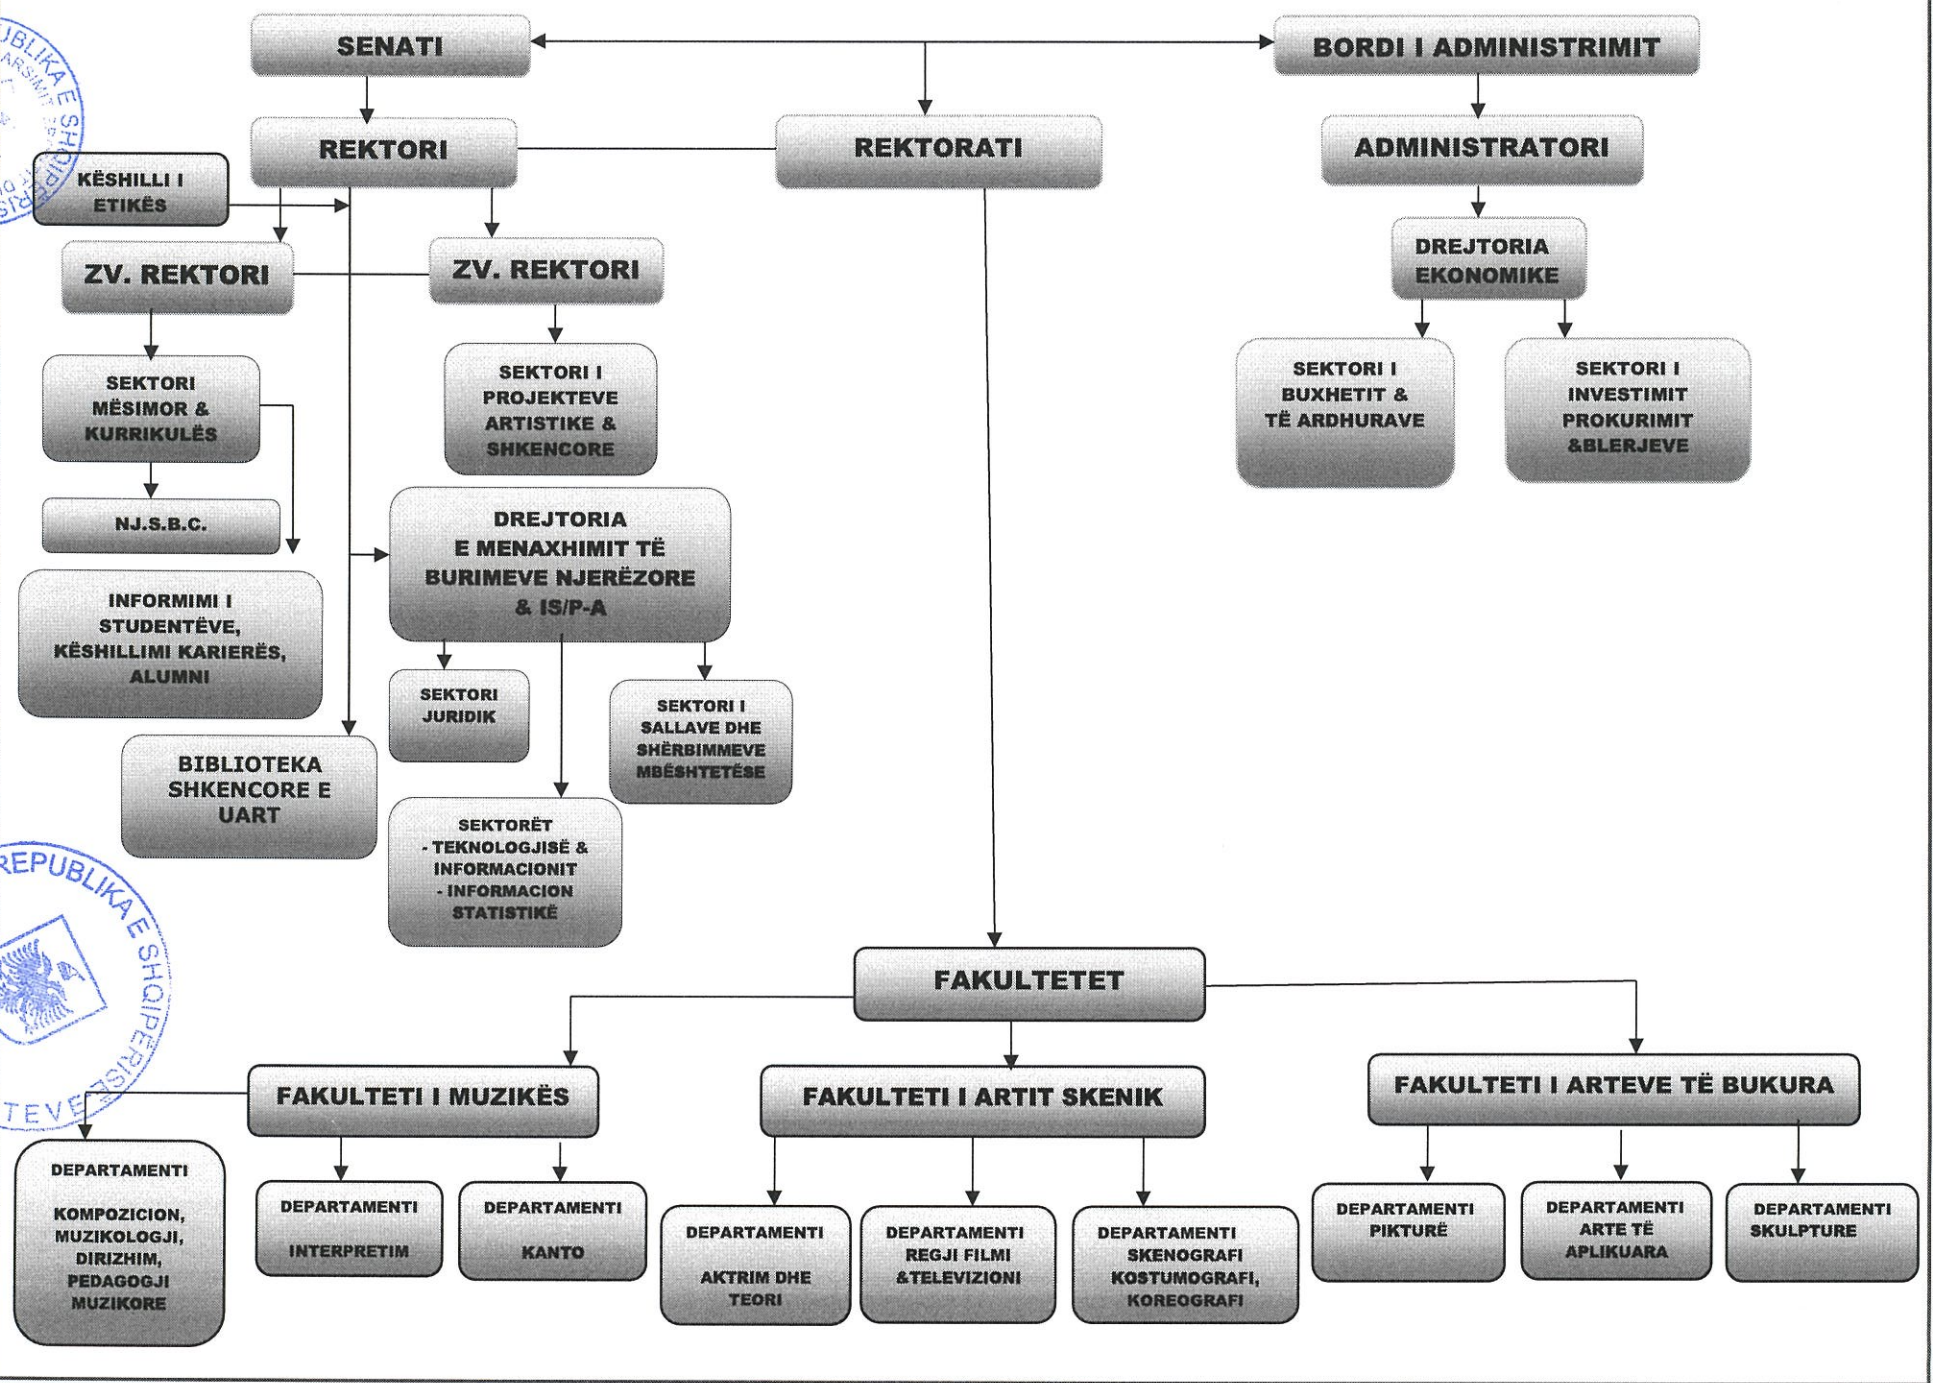 SENATI
BORDI I ADMINISTRIMIT
REKTORI
REKTORATI
ADMINISTRATORI
KËSHILLI I
ETIKËS
ZV. REKTORI
ZV. REKTORI
DREJTORIA
EKONOMIKE
SEKTORI
MËSIMOR &
KURRIKULËS
SEKTORI I
PROJEKTEVE
ARTISTIKE &
SHKENCORE
SEKTORI I
BUXHETIT &
TË ARDHURAVE
SEKTORI I
INVESTIMIT
PROKURIMIT
&BLERJEVE
NJ.S.B.C.
DREJTORIA
E MENAXHIMIT TË
BURIMEVE NJERËZORE
& IS/P-A
INFORMIMI I
STUDENTËVE,
KËSHILLIMI KARIERËS,
ALUMNI
SEKTORI
JURIDIK
SEKTORI I
SALLAVE DHE
SHËRBIMMEVE
MBËSHTETËSE
BIBLIOTEKA
SHKENCORE E
UART
SEKTORËT
- TEKNOLOGJISË &
INFORMACIONIT
- INFORMACION
STATISTIKË
REPUBLIKA E SHQIPËRISË
FAKULTETET
FAKULTETI I MUZIKËS
FAKULTETI I ARTIT SKENIK
FAKULTETI I ARTEVE TË BUKURA
DEPARTAMENTI
KOMPOZICION,
MUZIKOLOGJI,
DIRIZHIM,
PEDAGOGJI
MUZIKORE
DEPARTAMENTI
INTERPRETIM
DEPARTAMENTI
KANTO
DEPARTAMENTI
AKTRIM DHE
TEORI
DEPARTAMENTI
REGJI FILMI
&TELEVIZIONI
DEPARTAMENTI
SKENOGRAFI
KOSTUMOGRAFI,
KOREOGRAFI
DEPARTAMENTI
PIKTURË
DEPARTAMENTI
ARTE TË
APLIKUARA
DEPARTAMENTI
SKULPTURE